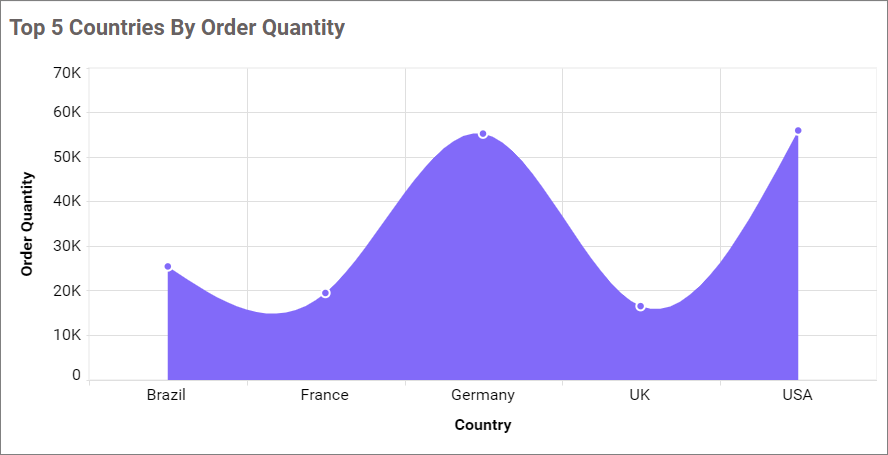 Top 5 Countries By Order Quantity
70K
60K
50K
40K
30K
20K
10K
0
Order Quantity
Brazil France Germany UK USA
Country